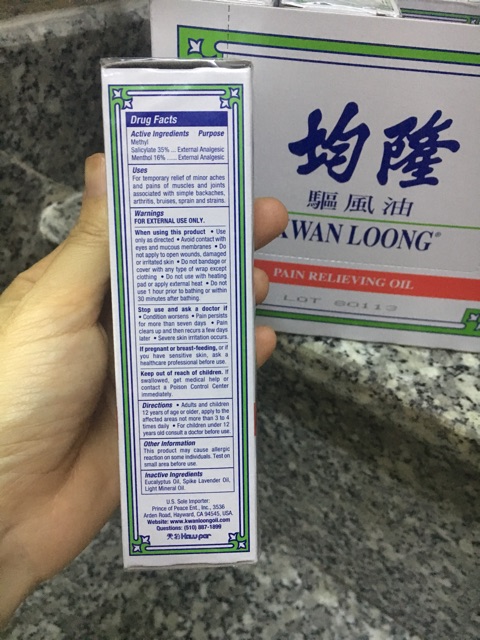 Drug Facts
Active Ingredients Purpose
Methyl
Salicylate 35% ... External Analgesic
Menthol 16% ...... External Analgesic
Uses
For temporary relief of minor aches
and pains of muscles and joints
associated with simple backaches,
arthritis, bruises, sprain and strains.
Warnings
FOR EXTERNAL USE ONLY.
When using this product • Use
only as directed • Avoid contact with
eyes and mucous membranes • Do
not apply to open wounds, damaged
or irritated skin • Do not bandage or
cover with any type of wrap except
clothing • Do not use with heating
pad or apply external heat • Do not
use 1 hour prior to bathing or within
30 minutes after bathing.
Stop use and ask a doctor if
• Condition worsens • Pain persists
for more than seven days • Pain
clears up and then recurs a few days
later • Severe skin irritation occurs.
If pregnant or breast-feeding, or if
you have sensitive skin, ask a
healthcare professional before use.
Keep out of reach of children. If
swallowed, get medical help or
contact a Poison Control Center
immediately.
Directions • Adults and children
12 years of age or older, apply to the
affected areas not more than 3 to 4
times daily • For children under 12
years old consult a doctor before use.
Other Information
This product may cause allergic
reaction on some individuals. Test on
small area before use.
Inactive Ingredients
Eucalyptus Oil, Spike Lavender Oil,
Light Mineral Oil.
U.S. Sole Importer:
Prince of Peace Ent., Inc., 3536
Arden Road, Hayward, CA 94545, USA
Website: www.kwanloongoil.com
Questions: (510) 887-1899
Haw par
均隆
驅風油
KWAN LOONG®
PAIN RELIEVING OIL
LOT 80113